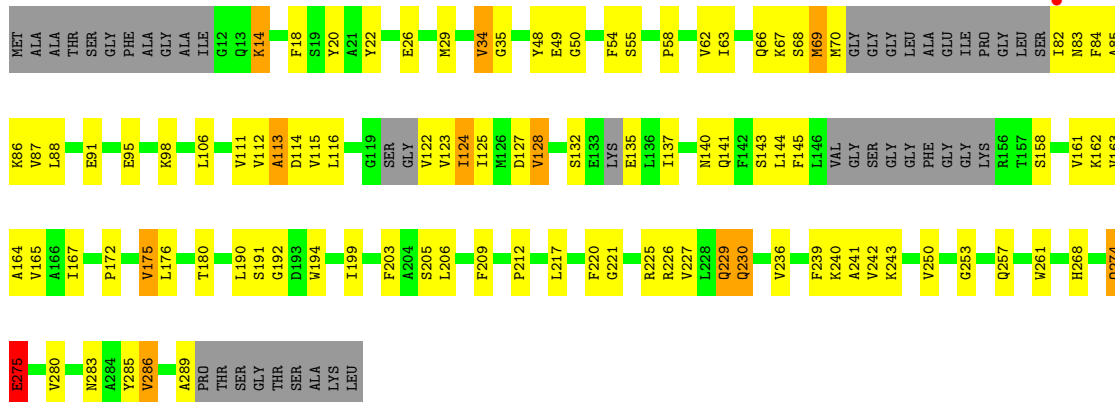 MET ALA ALA THR SER GLY PHE ALA GLY ALA ILE G12 Q13 K14 F18 S19 Y20 A21 Y22 E26 M29 V34 G35 Y48 E49 G50 F54 S55 P58 V62 I63 Q66 K67 S68 M69 M70 GLY GLY GLY LEU ALA GLU ILE PRO GLY LEU SER I82 N83 F84 A85
K86 V87 L88 E91 E95 K98 L106 V111 V112 A113 D114 V115 L116 G119 SER GLY V122 V123 I124 I125 M126 D127 V128 S132 E133 LYS E135 L136 I137 N140 Q141 F142 S143 L144 F145 L146 VAL GLY SER GLY GLY PHE GLY GLY LYS R156 T157 S158 V161 K162
A164 V165 A166 I167 P172 V175 L176 T180 L190 S191 G192 D193 W194 I199 F203 A204 S205 L206 F209 P212 L217 F220 G221 R225 R226 V227 L228 Q229 Q230 V236 F239 K240 A241 V242 K243 V250 G253 Q257 W261 H268
E275 V280 N283 A284 Y285 V286 A289 PRO THR SER GLY THR SER ALA LYS LEU